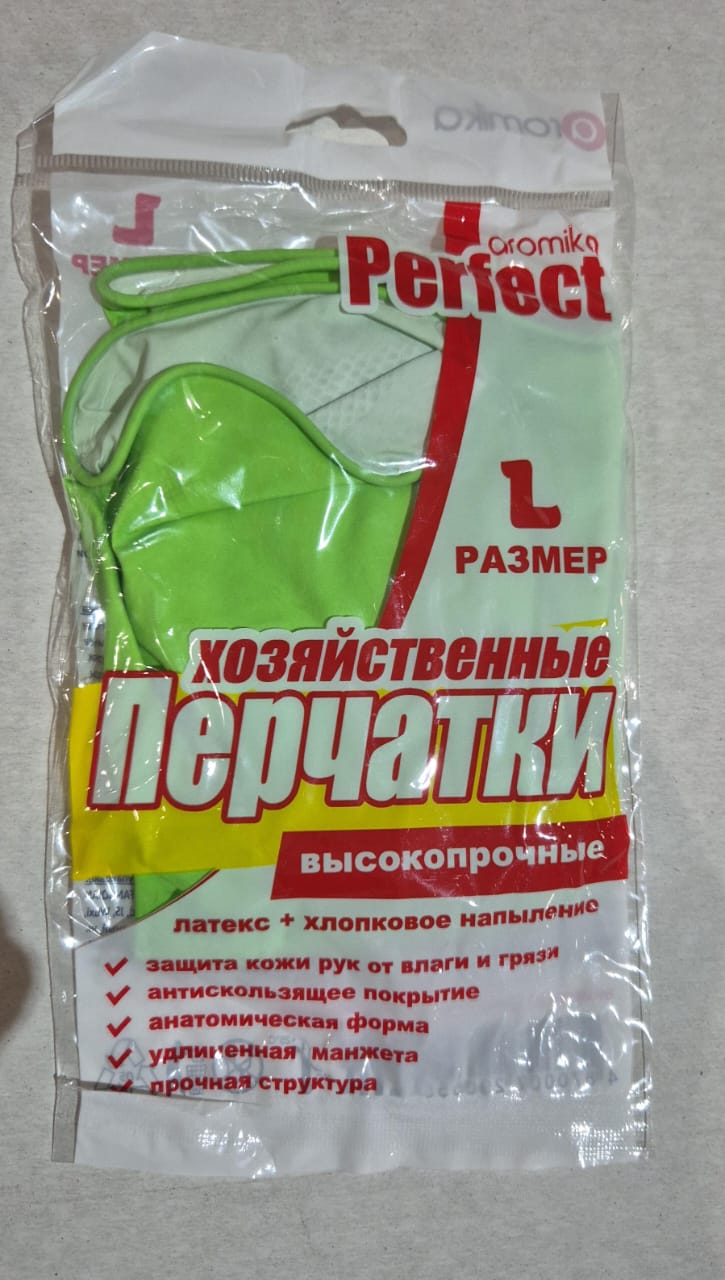 aromika
L
aromika
Perfect
L
РАЗМЕР
хозяйственные
Перчатки
высокопрочные
латекс + хлопковое напыление
защита кожи рук от влаги и грязи
антискользящее покрытие
анатомическая форма
удлиненная манжета
прочная структура